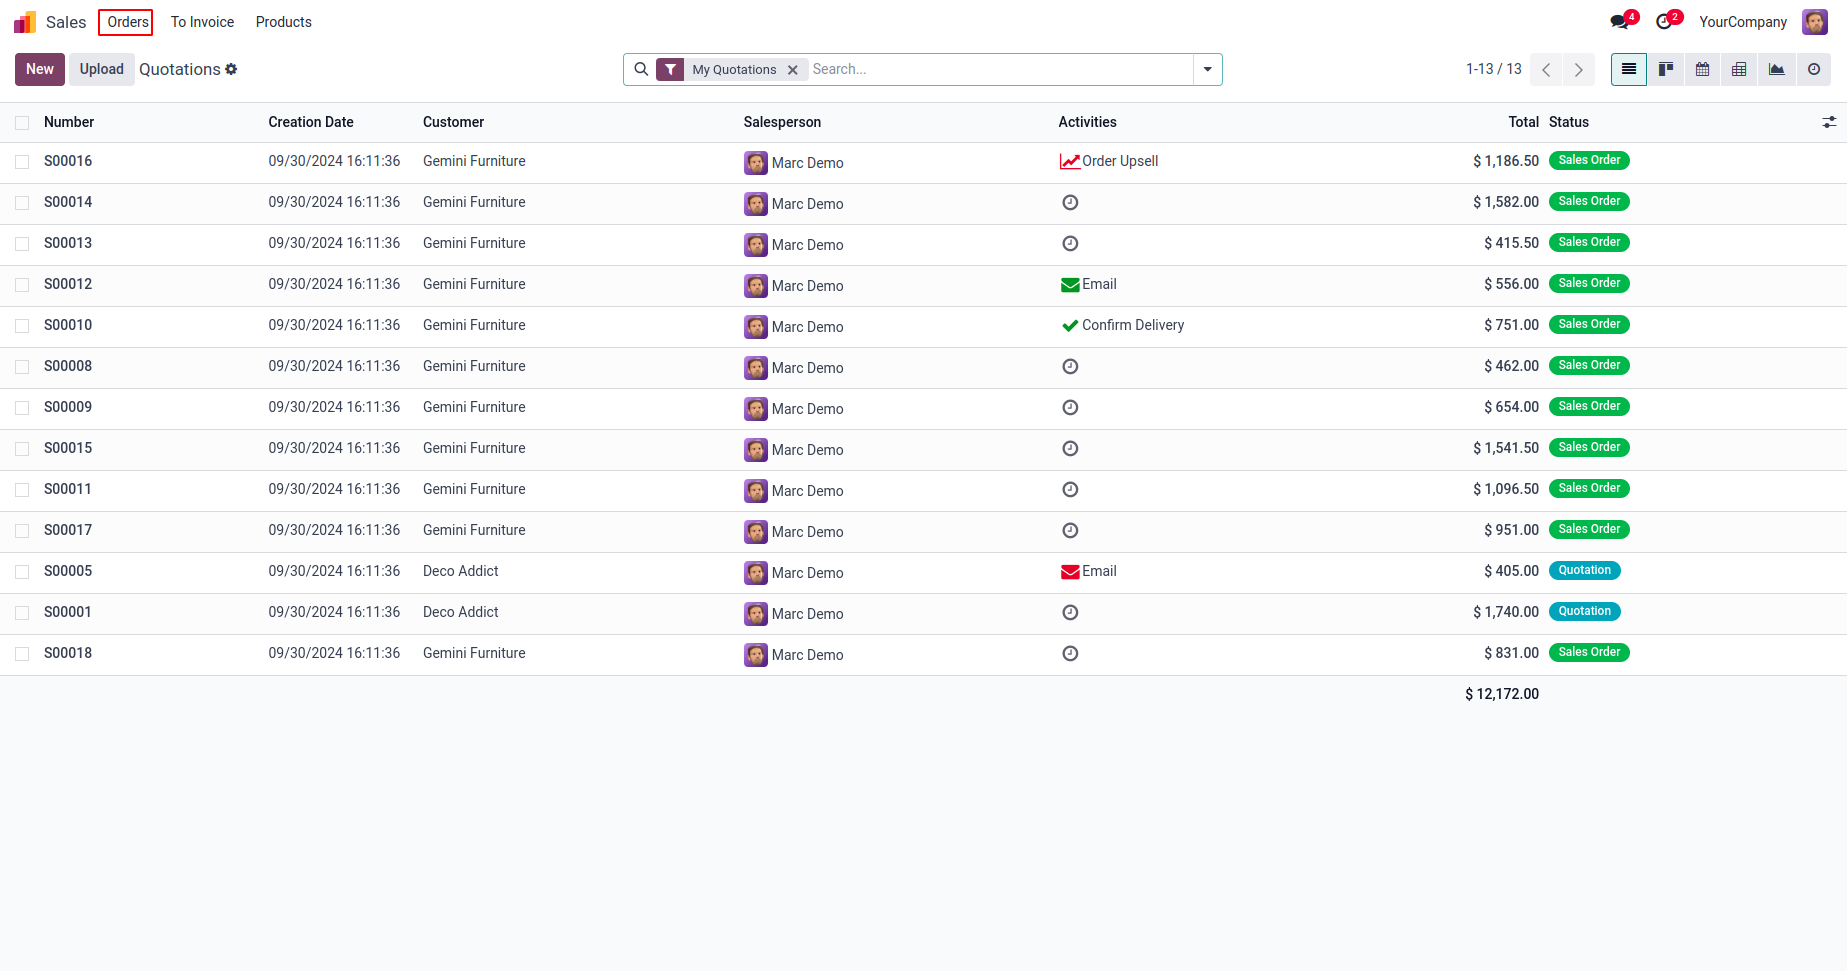 Sales Orders To Invoice Products 4 2 YourCompany
New Upload Quotations My Quotations Search... 1-13 / 13
Number Creation Date Customer Salesperson Activities Total Status
S00016 09/30/2024 16:11:36 Gemini Furniture Marc Demo Order Upsell $ 1,186.50 Sales Order
S00014 09/30/2024 16:11:36 Gemini Furniture Marc Demo $ 1,582.00 Sales Order
S00013 09/30/2024 16:11:36 Gemini Furniture Marc Demo $ 415.50 Sales Order
S00012 09/30/2024 16:11:36 Gemini Furniture Marc Demo Email $ 556.00 Sales Order
S00010 09/30/2024 16:11:36 Gemini Furniture Marc Demo Confirm Delivery $ 751.00 Sales Order
S00008 09/30/2024 16:11:36 Gemini Furniture Marc Demo $ 462.00 Sales Order
S00009 09/30/2024 16:11:36 Gemini Furniture Marc Demo $ 654.00 Sales Order
S00015 09/30/2024 16:11:36 Gemini Furniture Marc Demo $ 1,541.50 Sales Order
S00011 09/30/2024 16:11:36 Gemini Furniture Marc Demo $ 1,096.50 Sales Order
S00017 09/30/2024 16:11:36 Gemini Furniture Marc Demo $ 951.00 Sales Order
S00005 09/30/2024 16:11:36 Deco Addict Marc Demo Email $ 405.00 Quotation
S00001 09/30/2024 16:11:36 Deco Addict Marc Demo $ 1,740.00 Quotation
S00018 09/30/2024 16:11:36 Gemini Furniture Marc Demo $ 831.00 Sales Order
$ 12,172.00